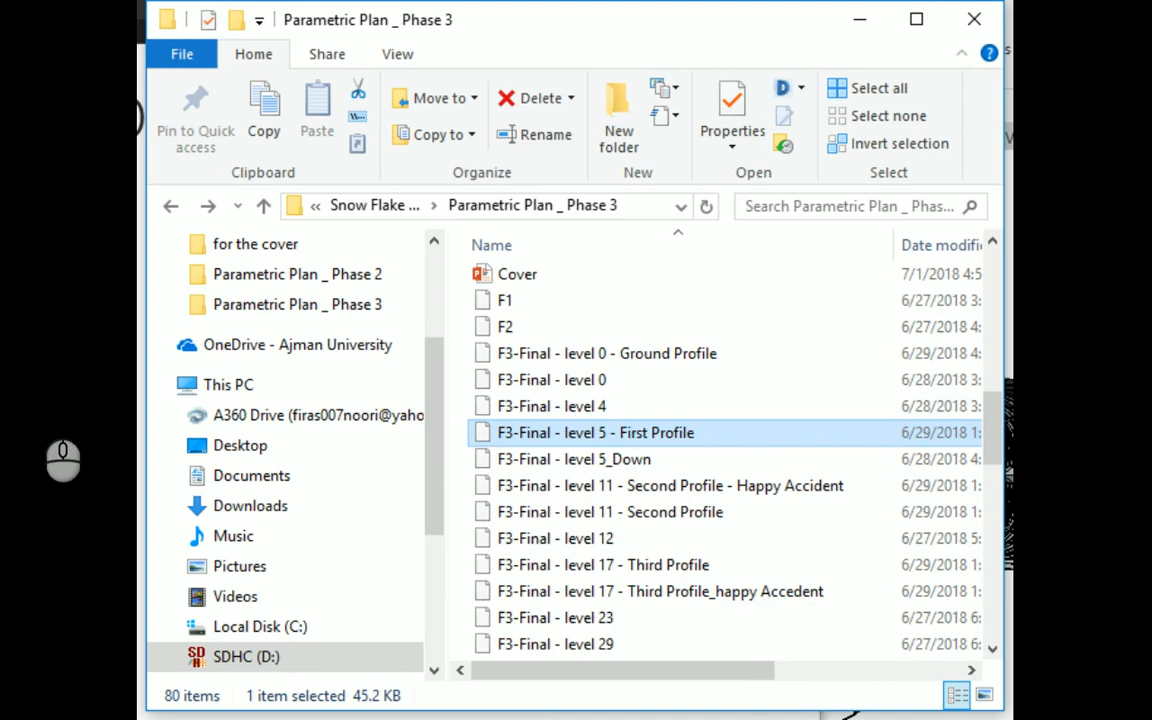 Parametric Plan _ Phase 3
File Home Share View
Pin to Quick access
Copy
Paste
Clipboard
Move to
Copy to
Delete
Rename
Organize
New folder
New
Properties
Open
Select all
Select none
Invert selection
Select
« Snow Flake ... › Parametric Plan _ Phase 3
Search Parametric Plan _ Phas...
for the cover
Parametric Plan _ Phase 2
Parametric Plan _ Phase 3
OneDrive - Ajman University
This PC
A360 Drive (firas007noori@yaho
Desktop
Documents
Downloads
Music
Pictures
Videos
Local Disk (C:)
SDHC (D:)
Name Date modifi
Cover 7/1/2018 4:5
F1 6/27/2018 3:
F2 6/27/2018 4:
F3-Final - level 0 - Ground Profile 6/29/2018 4:
F3-Final - level 0 6/28/2018 3:
F3-Final - level 4 6/28/2018 3:
F3-Final - level 5 - First Profile 6/29/2018 1:
F3-Final - level 5_Down 6/28/2018 4:
F3-Final - level 11 - Second Profile - Happy Accident 6/29/2018 1:
F3-Final - level 11 - Second Profile 6/29/2018 1:
F3-Final - level 12 6/27/2018 5:
F3-Final - level 17 - Third Profile 6/29/2018 1:
F3-Final - level 17 - Third Profile_happy Accedent 6/29/2018 1:
F3-Final - level 23 6/27/2018 6:
F3-Final - level 29 6/27/2018 6:
80 items 1 item selected 45.2 KB